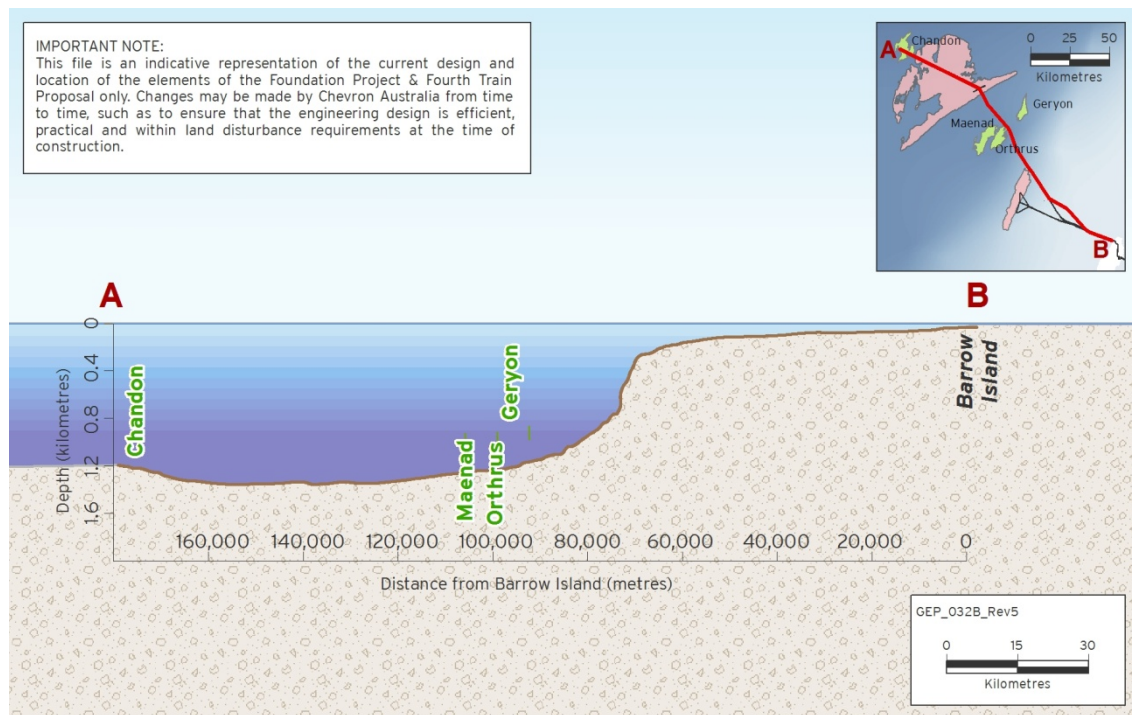 IMPORTANT NOTE:
This file is an indicative representation of the current design and
location of the elements of the Foundation Project & Fourth Train
Proposal only. Changes may be made by Chevron Australia from time
to time, such as to ensure that the engineering design is efficient,
practical and within land disturbance requirements at the time of
construction.
A
Chandon
0 25 50
Kilometres
Geryon
Maenad
Orthrus
B
A
B
0
0.4
0.8
1.2
1.6
Depth (kilometres)
Chandon
Maenad
Orthrus
Geryon
Barrow
Island
160,000 140,000 120,000 100,000 80,000 60,000 40,000 20,000 0
Distance from Barrow Island (metres)
GEP_032B_Rev5
0 15 30
Kilometres